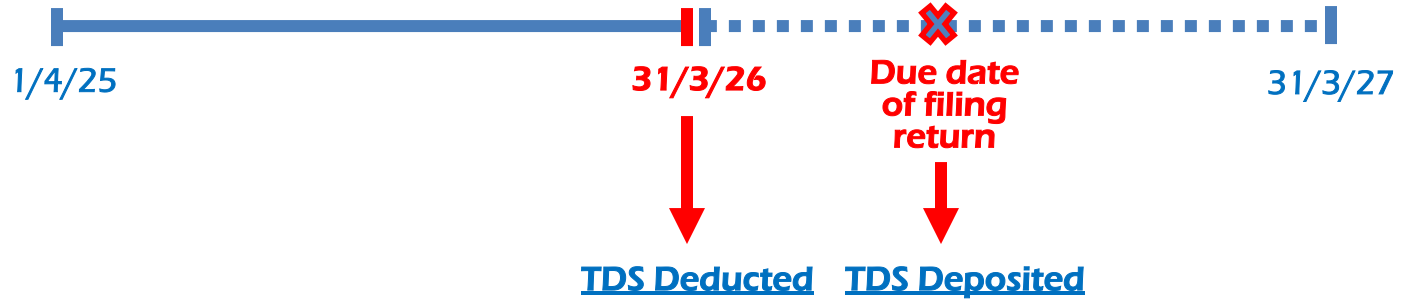 1/4/25
31/3/26
Due date
of filing
return
31/3/27
TDS Deducted
TDS Deposited